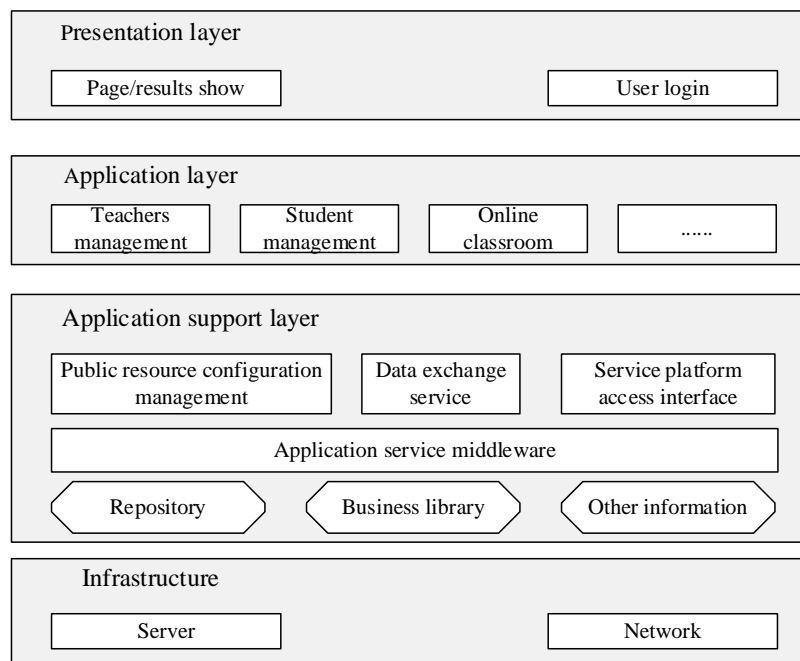 Presentation layer
Page/results show
User login
Application layer
Teachers
management
Student
management
Online
classroom
......
Application support layer
Public resource configuration
management
Data exchange
service
Service platform
access interface
Application service middleware
Repository
Business library
Other information
Infrastructure
Server
Network